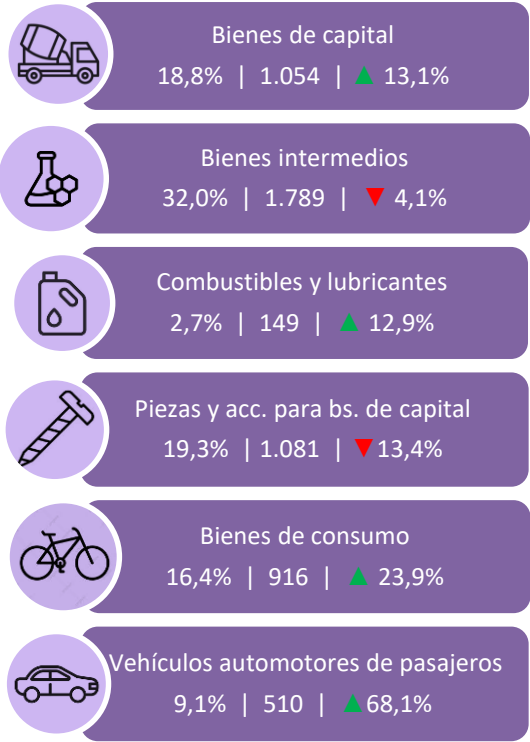 Bienes de capital
18,8% | 1.054 | ▲ 13,1%
Bienes intermedios
32,0% | 1.789 | ▼ 4,1%
Combustibles y lubricantes
2,7% | 149 | ▲ 12,9%
Piezas y acc. para bs. de capital
19,3% | 1.081 | ▼ 13,4%
Bienes de consumo
16,4% | 916 | ▲ 23,9%
Vehículos automotores de pasajeros
9,1% | 510 | ▲ 68,1%